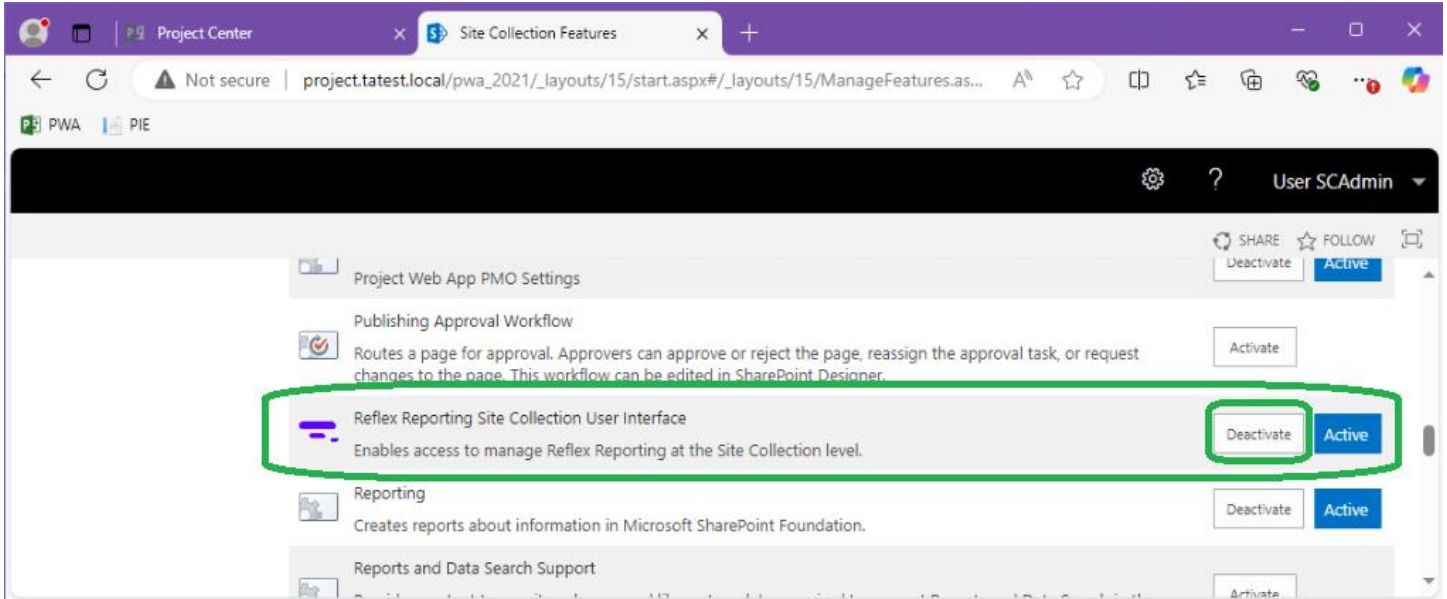 Project Center
Site Collection Features
Not secure
project.tatest.local/pwa_2021/_layouts/15/start.aspx#/_layouts/15/ManageFeatures.as...
PWA
PIE
?
User SCAdmin
SHARE
FOLLOW
Project Web App PMO Settings
Deactivate
Active
Publishing Approval Workflow
Routes a page for approval. Approvers can approve or reject the page, reassign the approval task, or request
changes to the page. This workflow can be edited in SharePoint Designer.
Activate
Reflex Reporting Site Collection User Interface
Enables access to manage Reflex Reporting at the Site Collection level.
Deactivate
Active
Reporting
Creates reports about information in Microsoft SharePoint Foundation.
Deactivate
Active
Reports and Data Search Support
Activate